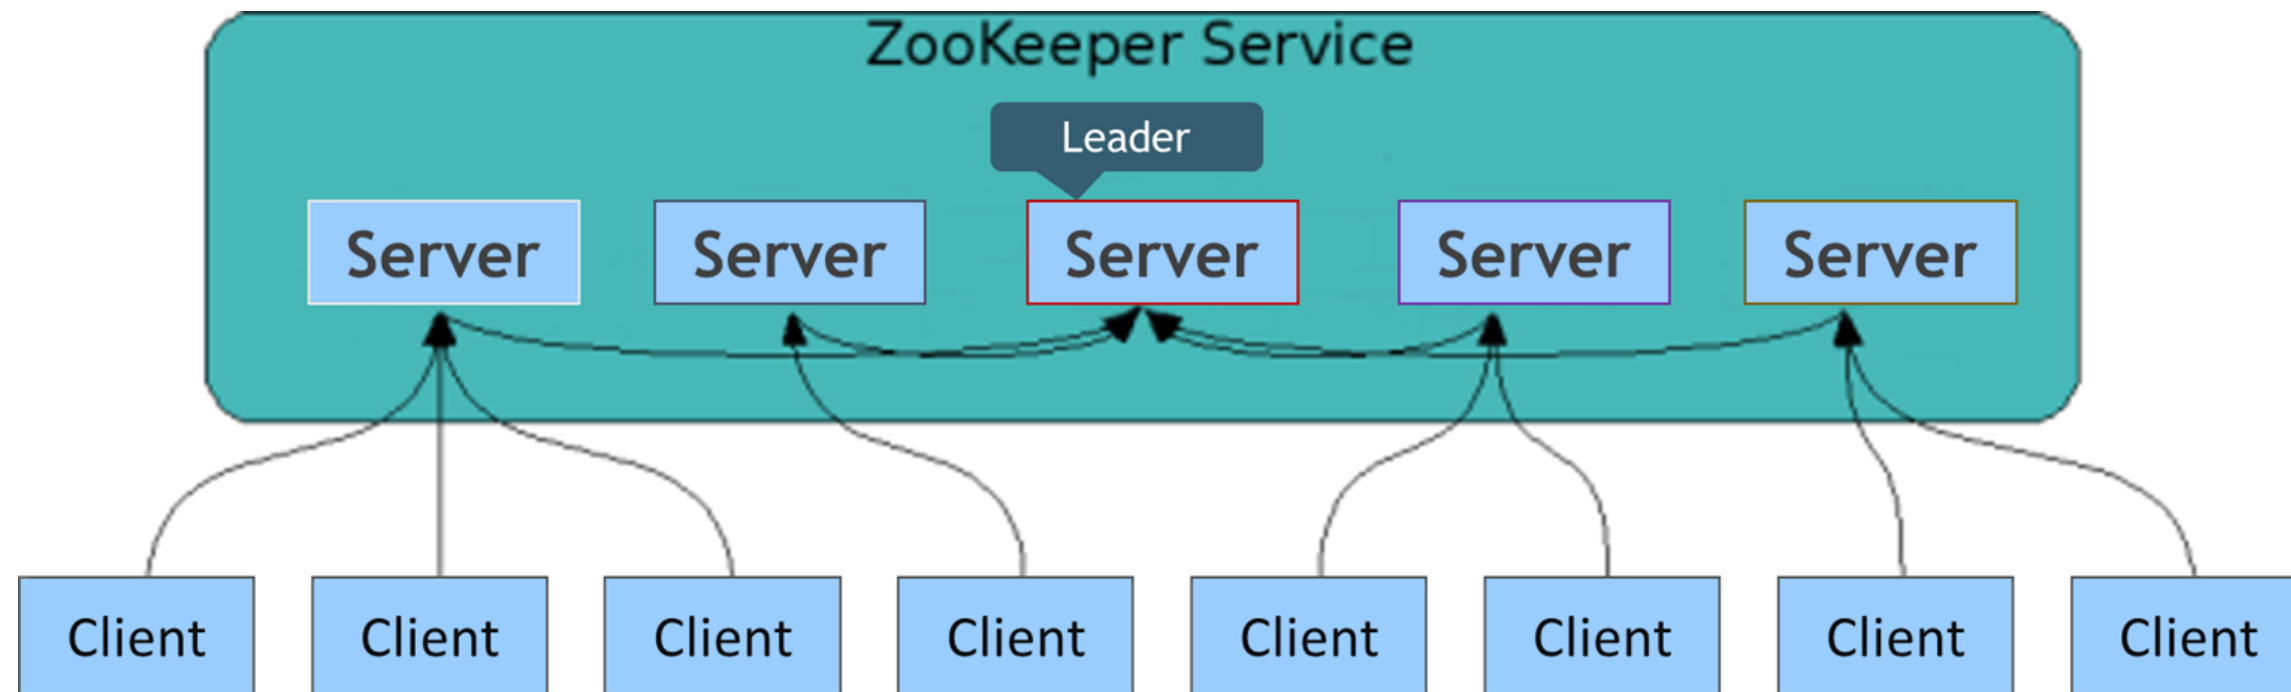 ZooKeeper Service
Leader
Server Server Server Server Server
Client Client Client Client Client Client Client Client